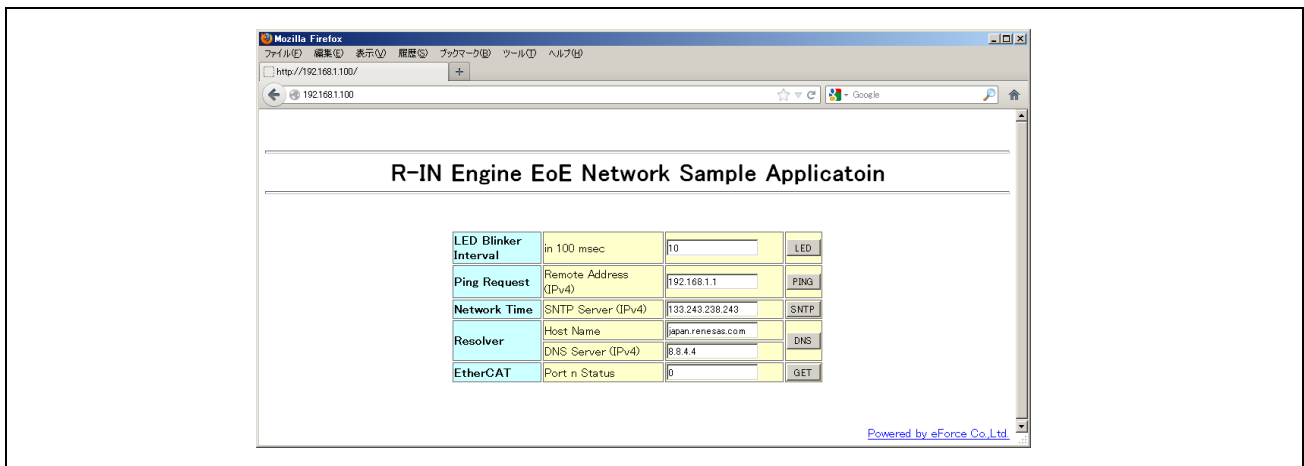 Mozilla Firefox
ファイル(F) 編集(E) 表示(V) 履歴(S) ブックマーク(B) ツール(T) ヘルプ(H)
http://192.168.1.100/ +
192.168.1.100 Google
R-IN Engine EoE Network Sample Applicatoin
LED Blinker Interval
in 100 msec
10
LED
Ping Request
Remote Address (IPv4)
192.168.1.1
PING
Network Time
SNTP Server (IPv4)
133.243.238.243
SNTP
Resolver
Host Name
japan.renesas.com
DNS
DNS Server (IPv4)
8.8.4.4
EtherCAT
Port n Status
0
GET
Powered by eForce Co.,Ltd.